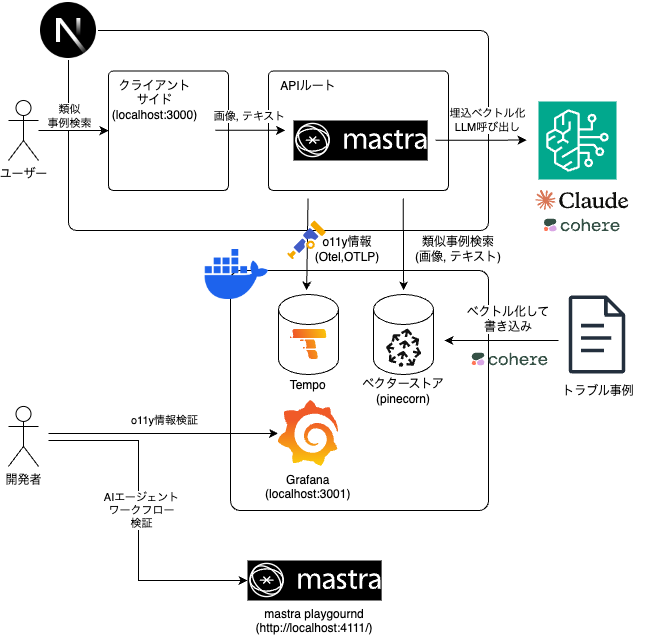 N
クライアント
サイド
(localhost:3000)
APIルート
類似
事例検索
画像, テキスト
mastra
埋込ベクトル化
LLM呼び出し
ユーザー
Claude
cohere
o11y情報
(Otel,OTLP)
類似事例検索
(画像, テキスト)
ベクトル化して
書き込み
cohere
Tempo
ベクターストア
(pinecorn)
トラブル事例
o11y情報検証
開発者
Grafana
(localhost:3001)
AIエージェント
ワークフロー
検証
mastra
mastra playgournd
(http://localhost:4111/)